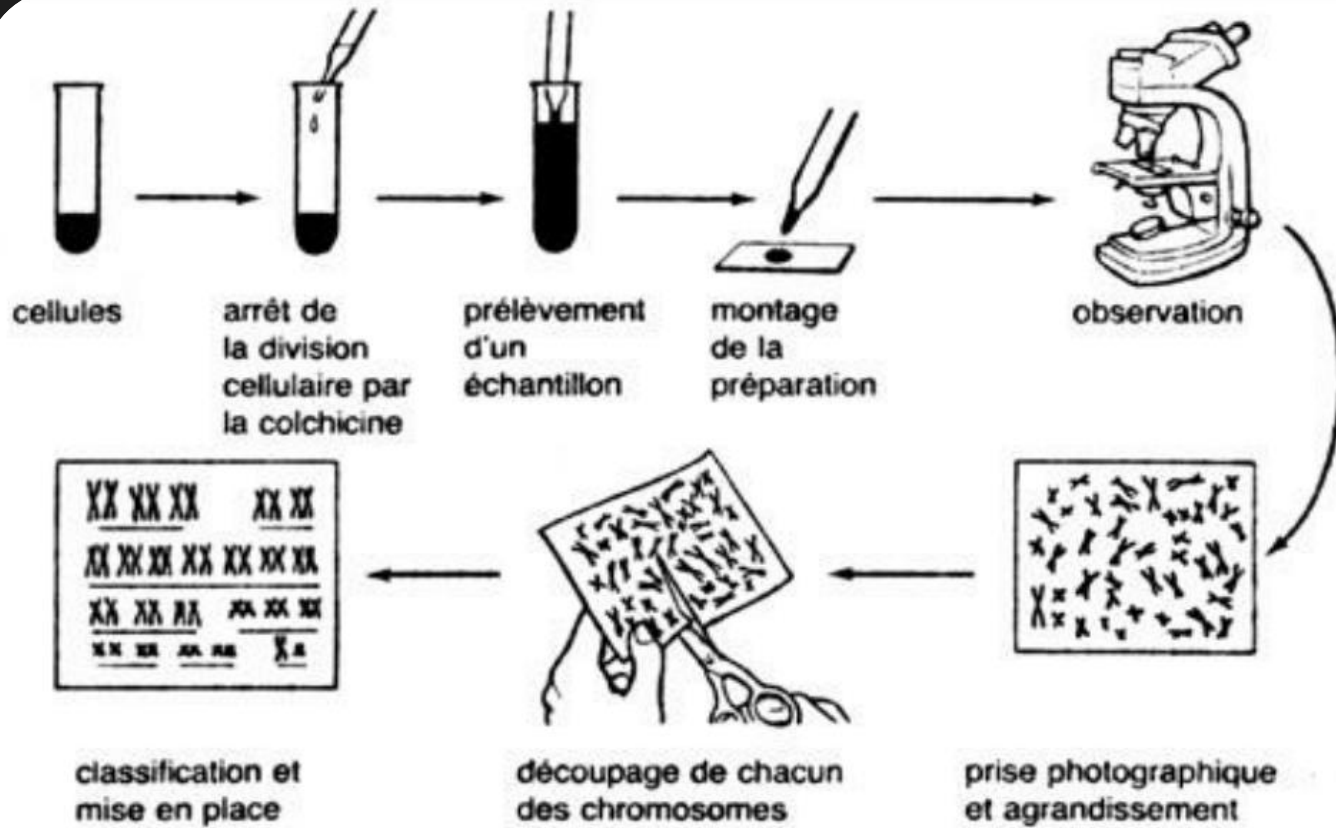 cellules
arrêt de
la division
cellulaire par
la colchicine
prélèvement
d'un
échantillon
montage
de la
préparation
observation
prise photographique
et agrandissement
découpage de chacun
des chromosomes
classification et
mise en place